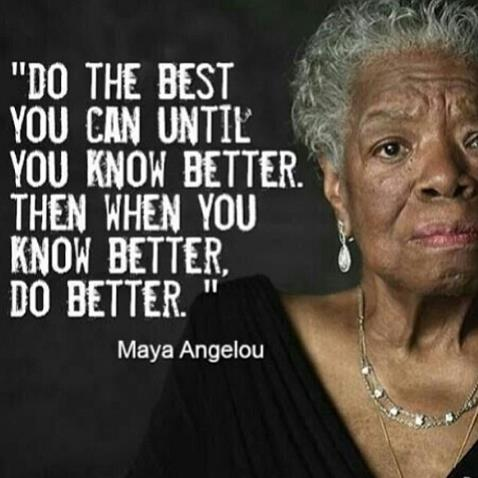 "DO THE BEST
YOU CAN UNTIL
YOU KNOW BETTER.
THEN WHEN YOU
KNOW BETTER,
DO BETTER. "
Maya Angelou